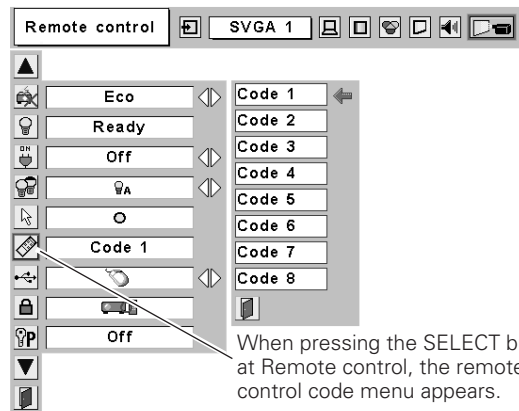 Remote control
SVGA 1
Eco
Ready
ON
Off
A
Code 1
P
Off
Code 1
Code 2
Code 3
Code 4
Code 5
Code 6
Code 7
Code 8
When pressing the SELECT b
at Remote control, the remote
control code menu appears.